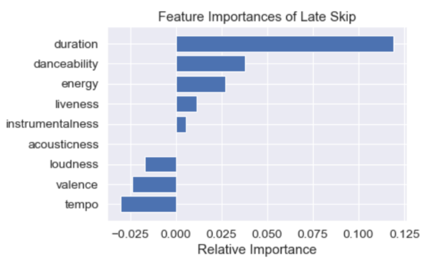 Feature Importances of Late Skip
duration
danceability
energy
liveness
instrumentalness
acousticness
loudness
valence
tempo
−0.025 0.000 0.025 0.050 0.075 0.100 0.125
Relative Importance